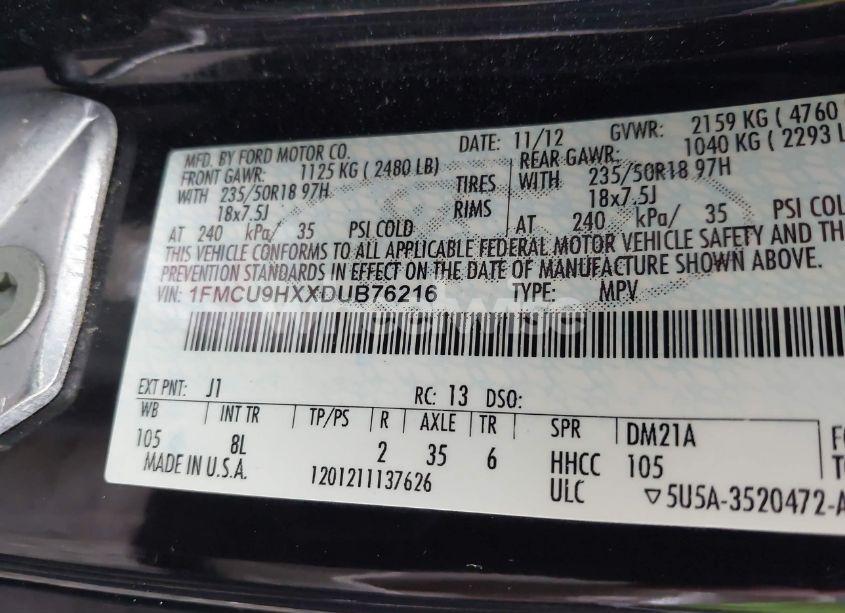 MFD. BY FORD MOTOR CO. DATE: 11/12 GVWR: 2159 KG ( 4760
FRONT GAWR: 1125 KG ( 2480 LB) REAR GAWR: 1040 KG ( 2293 L
WITH 235/50R18 97H TIRES WITH 235/50R18 97H
18x7.5J RIMS 18x7.5J
AT 240 kPa/ 35 PSI COLD AT 240 kPa/ 35 PSI COLD
THIS VEHICLE CONFORMS TO ALL APPLICABLE FEDERAL MOTOR VEHICLE SAFETY AND THE
PREVENTION STANDARDS IN EFFECT ON THE DATE OF MANUFACTURE SHOWN ABOVE.
VIN: 1FMCU9HXXDUB76216 TYPE: MPV
EXT PNT: J1 RC: 13 DSO:
WB INT TR TP/PS R AXLE TR SPR DM21A
105 8L 2 35 6 HHCC 105
MADE IN U.S.A. 1201211137626 ULC 5U5A-3520472-A